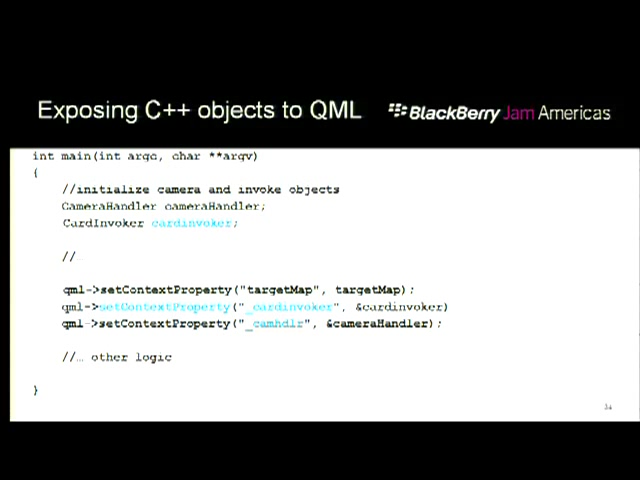 Exposing C++ objects to QML
BlackBerry Jam Americas
int main(int argc, char **argv)
{
//initialize camera and invoke objects
CameraHandler cameraHandler;
CardInvoker cardinvoker;
//
qml->setContextProperty("targetMap", targetMap);
qml->setContextProperty("_cardinvoker", &cardinvoker)
qml->setContextProperty("_camhdlr", &cameraHandler);
//… other logic
}
34